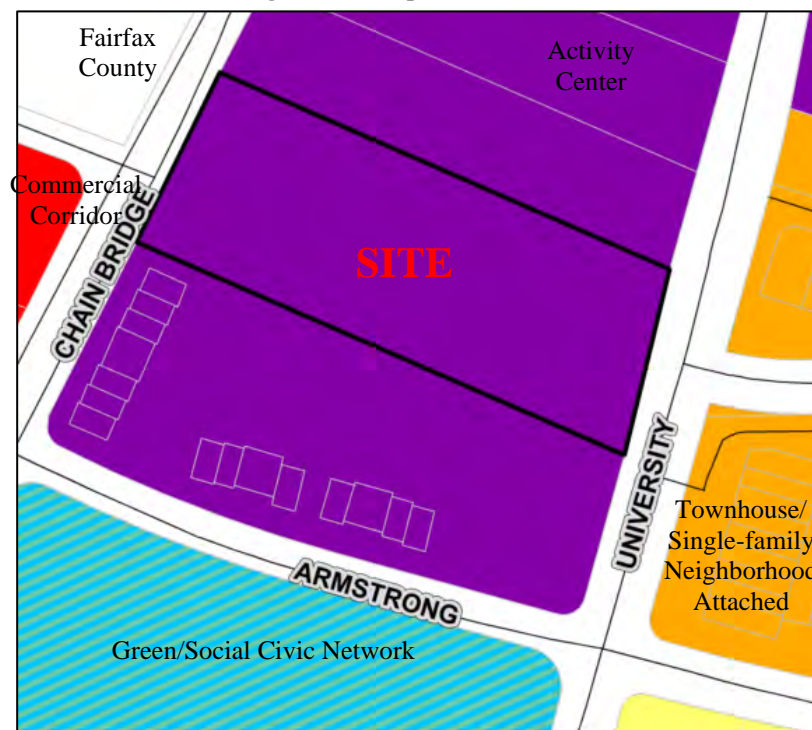 Fairfax
County
Activity
Center
Commercial
Corridor
CHAIN BRIDGE
SITE
UNIVERSITY
Townhouse/
Single-family
Neighborhood
Attached
ARMSTRONG
Green/Social Civic Network